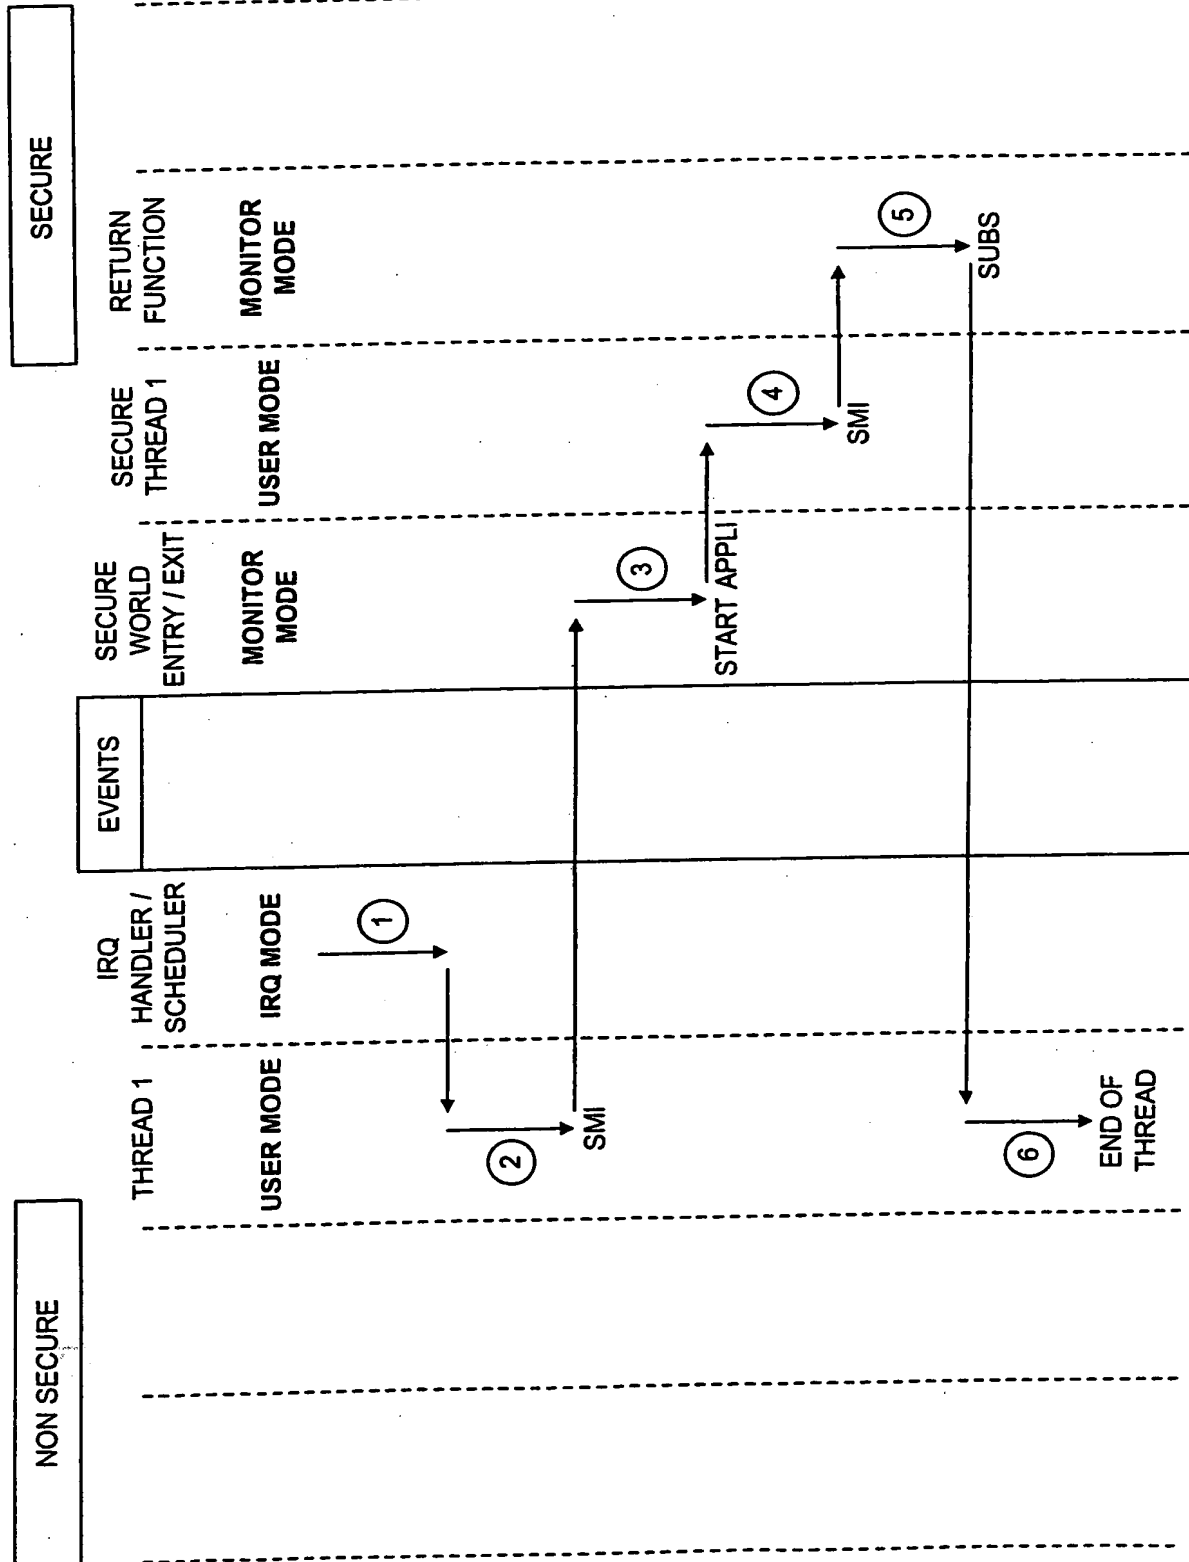 NON SECURE
EVENTS
SECURE
THREAD 1
USER MODE
IRQ
HANDLER /
SCHEDULER
IRQ MODE
SECURE
WORLD
ENTRY / EXIT
MONITOR
MODE
SECURE
THREAD 1
USER MODE
RETURN
FUNCTION
MONITOR
MODE
1
2
SMI
3
START APPLI
4
SMI
5
SUBS
6
END OF
THREAD